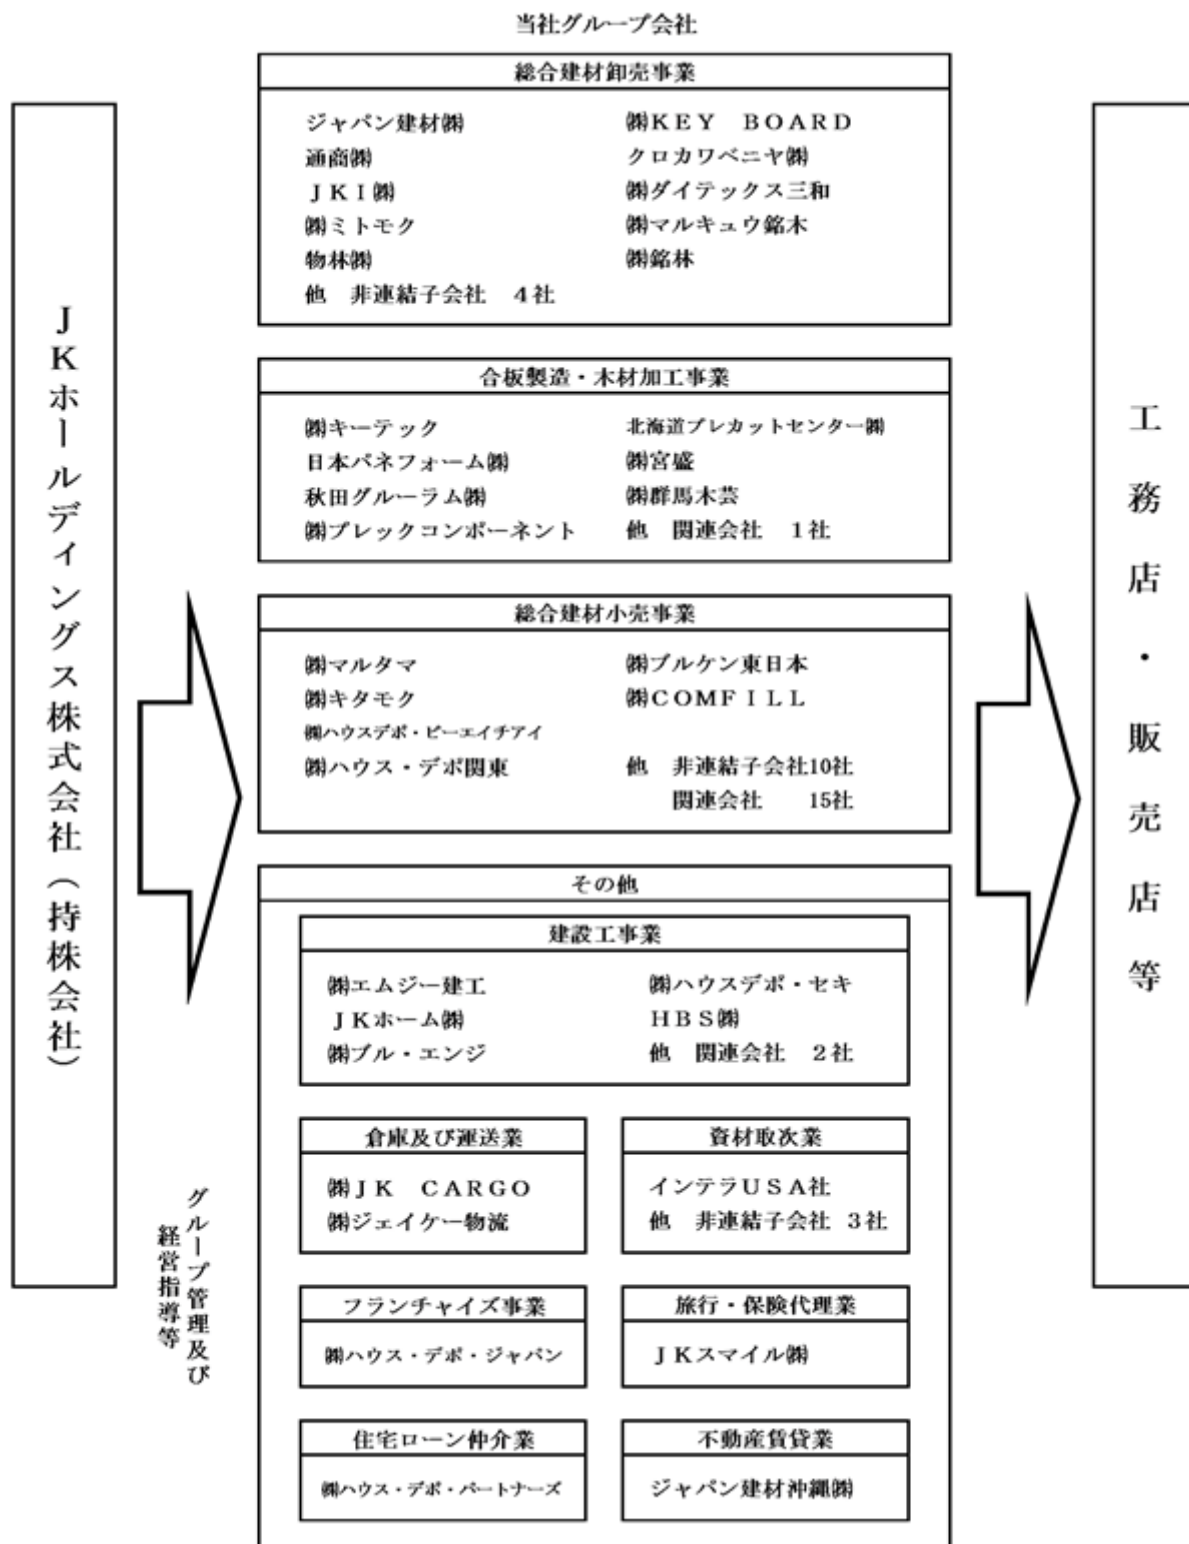 当社グループ会社
JKホールディングス株式会社（持株会社）
グループ管理及び
経営指導等
総合建材卸売事業
ジャパン建材㈱
㈱KEY BOARD
通商㈱
クロカワベニヤ㈱
JKI㈱
㈱ダイテックス三和
㈱ミトモク
㈱マルキュウ銘木
物林㈱
㈱銘林
他 非連結子会社 4社
合板製造・木材加工事業
㈱キーテック
北海道プレカットセンター㈱
日本パネフォーム㈱
㈱宮盛
秋田グルーラム㈱
㈱群馬木芸
㈱ブレックコンポーネント
他 関連会社 1社
総合建材小売事業
㈱マルタマ
㈱ブルケン東日本
㈱キタモク
㈱COMFILL
㈱ハウスデポ・ピーエイチアイ
㈱ハウス・デポ関東
他 非連結子会社10社
関連会社 15社
その他
建設工事業
㈱エムジー建工
㈱ハウスデポ・セキ
JKホーム㈱
HBS㈱
㈱ブル・エンジ
他 関連会社 2社
倉庫及び運送業
㈱JK CARGO
㈱ジェイケー物流
資材取次業
インテラUSA社
他 非連結子会社 3社
フランチャイズ事業
㈱ハウス・デポ・ジャパン
旅行・保険代理業
JKスマイル㈱
住宅ローン仲介業
㈱ハウス・デポ・パートナーズ
不動産賃貸業
ジャパン建材沖縄㈱
工務店・販売店等